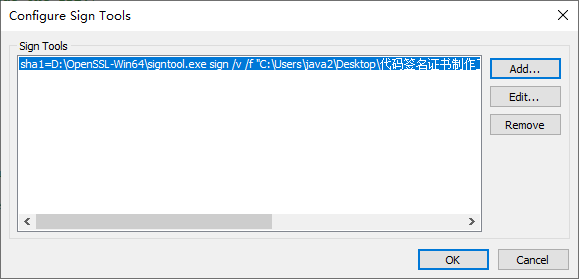 Configure Sign Tools
Sign Tools
sha1=D:\OpenSSL-Win64\signtool.exe sign /v /f "C:\Users\java2\Desktop\代码签名证书制作
Add...
Edit...
Remove
OK
Cancel